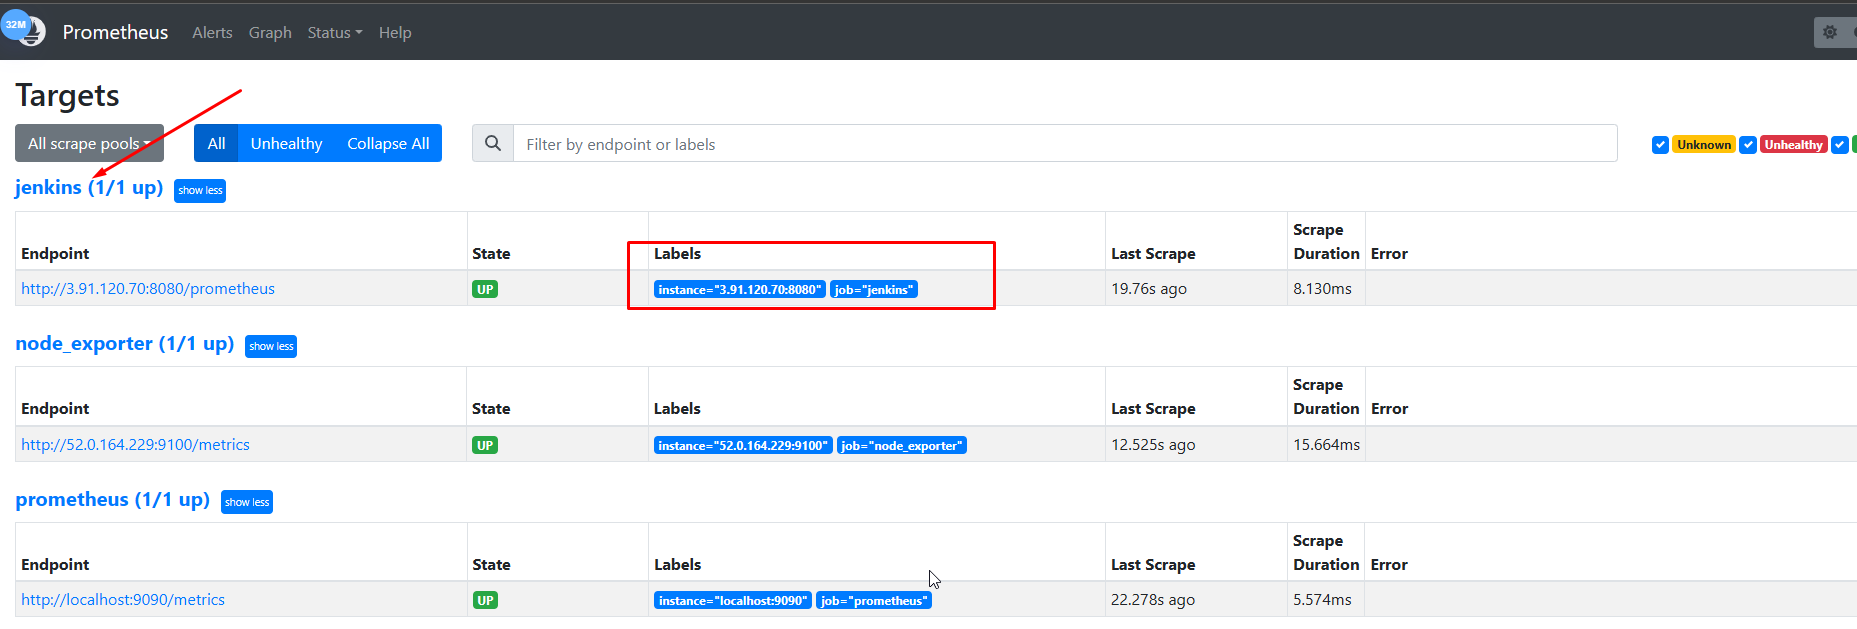 32M
Prometheus Alerts Graph Status Help
Targets
All scrape pools All Unhealthy Collapse All Filter by endpoint or labels Unknown Unhealthy
jenkins (1/1 up) show less
Endpoint State Labels Last Scrape Scrape Duration Error
http://3.91.120.70:8080/prometheus UP instance="3.91.120.70:8080" job="jenkins" 19.76s ago 8.130ms
node_exporter (1/1 up) show less
Endpoint State Labels Last Scrape Scrape Duration Error
http://52.0.164.229:9100/metrics UP instance="52.0.164.229:9100" job="node_exporter" 12.525s ago 15.664ms
prometheus (1/1 up) show less
Endpoint State Labels Last Scrape Scrape Duration Error
http://localhost:9090/metrics UP instance="localhost:9090" job="prometheus" 22.278s ago 5.574ms